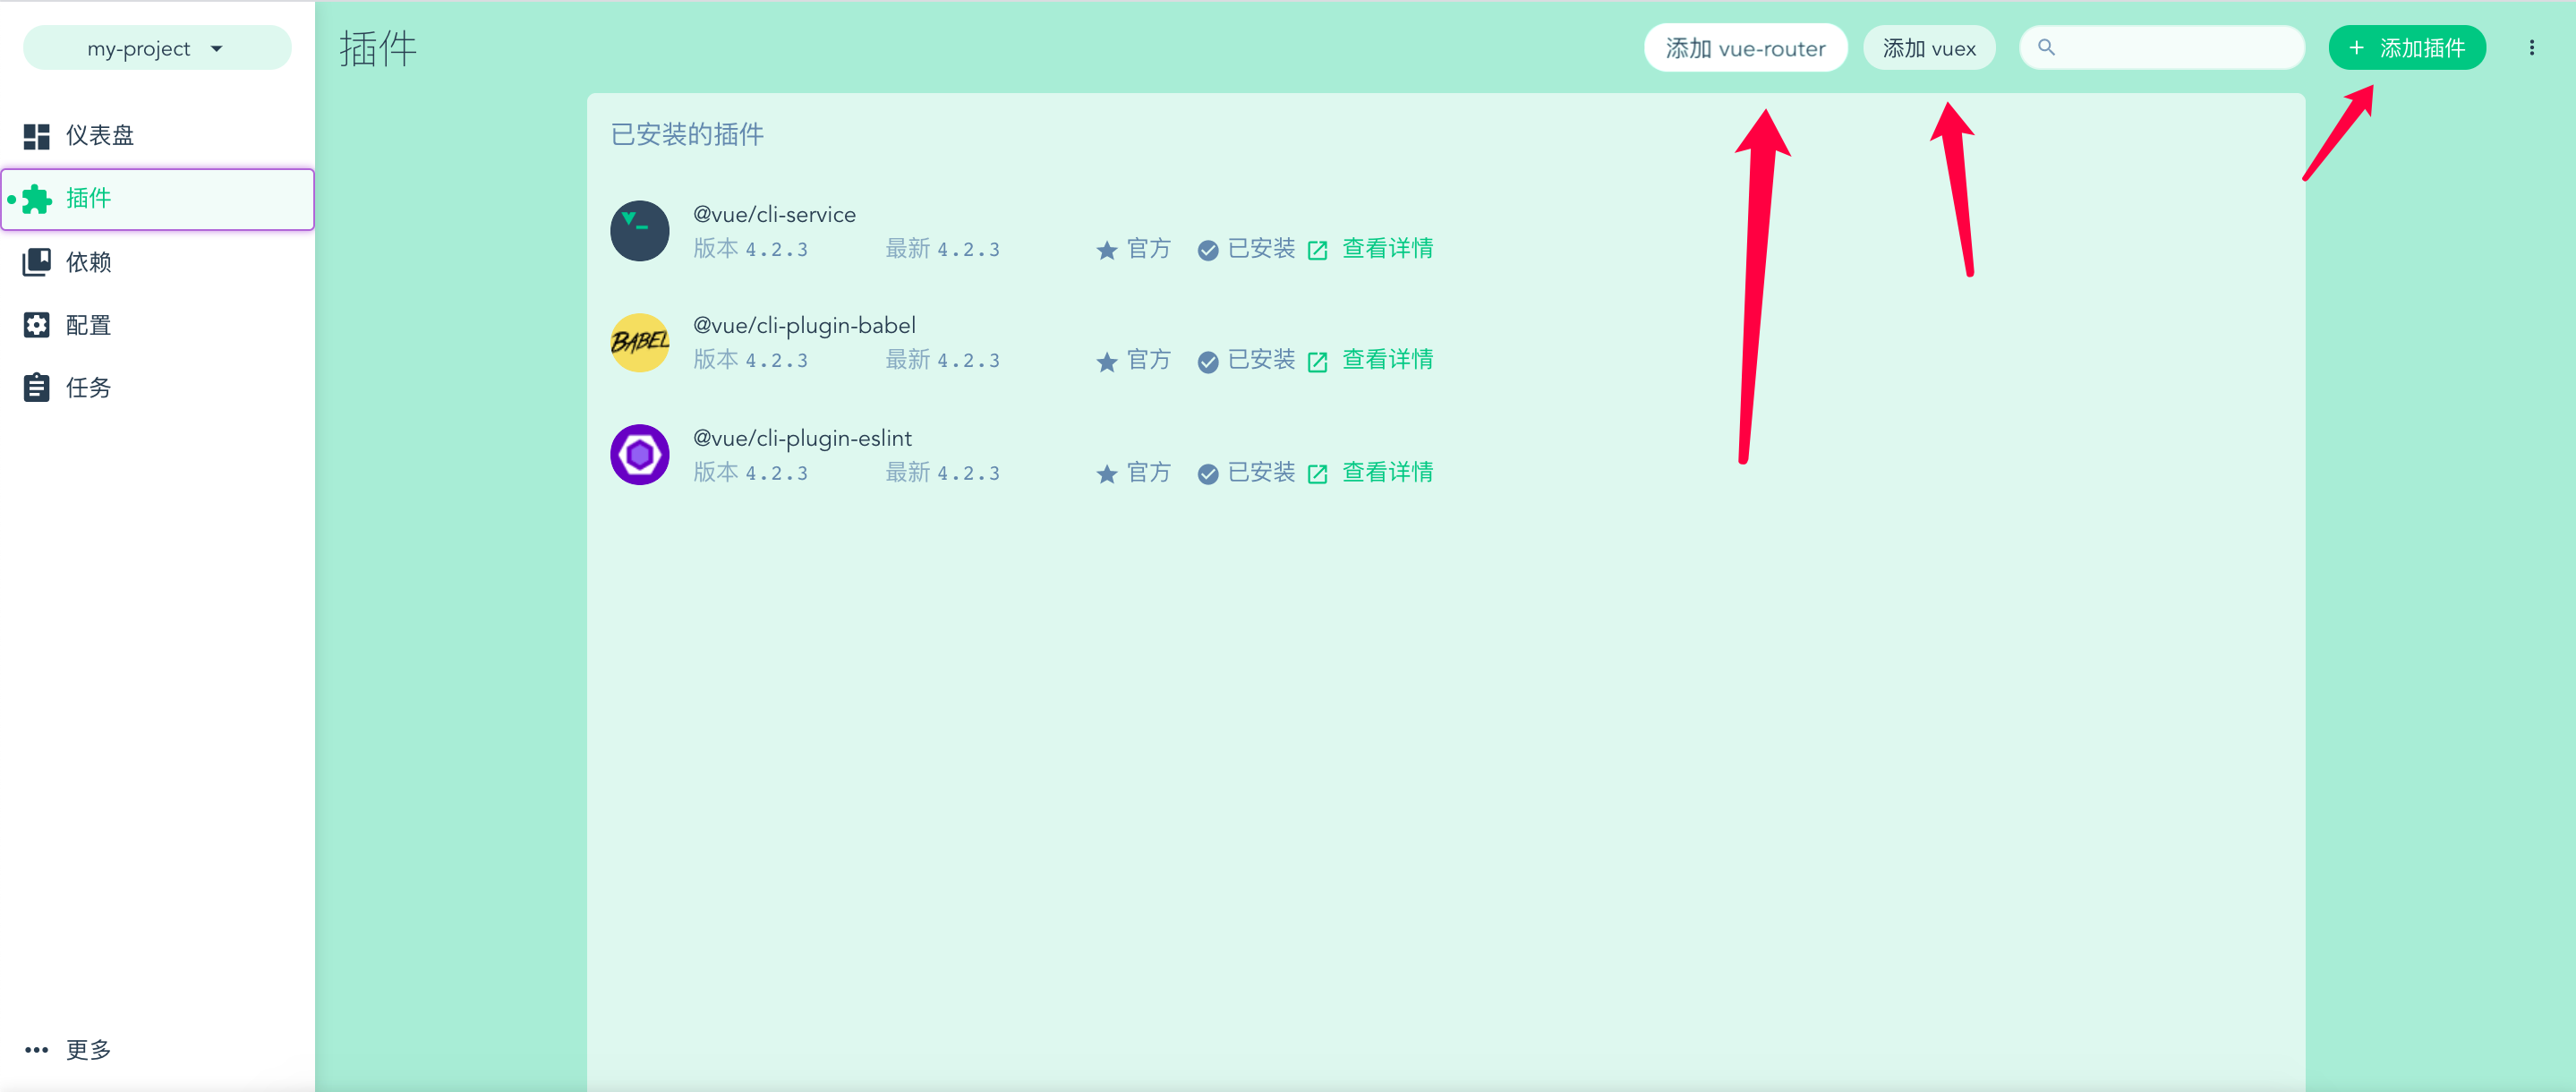 my-project
仪表盘
插件
依赖
配置
任务
更多
插件
添加 vue-router
添加 vuex
添加插件
已安装的插件
@vue/cli-service
版本 4.2.3 最新 4.2.3 官方 已安装 查看详情
BABEL
@vue/cli-plugin-babel
版本 4.2.3 最新 4.2.3 官方 已安装 查看详情
@vue/cli-plugin-eslint
版本 4.2.3 最新 4.2.3 官方 已安装 查看详情